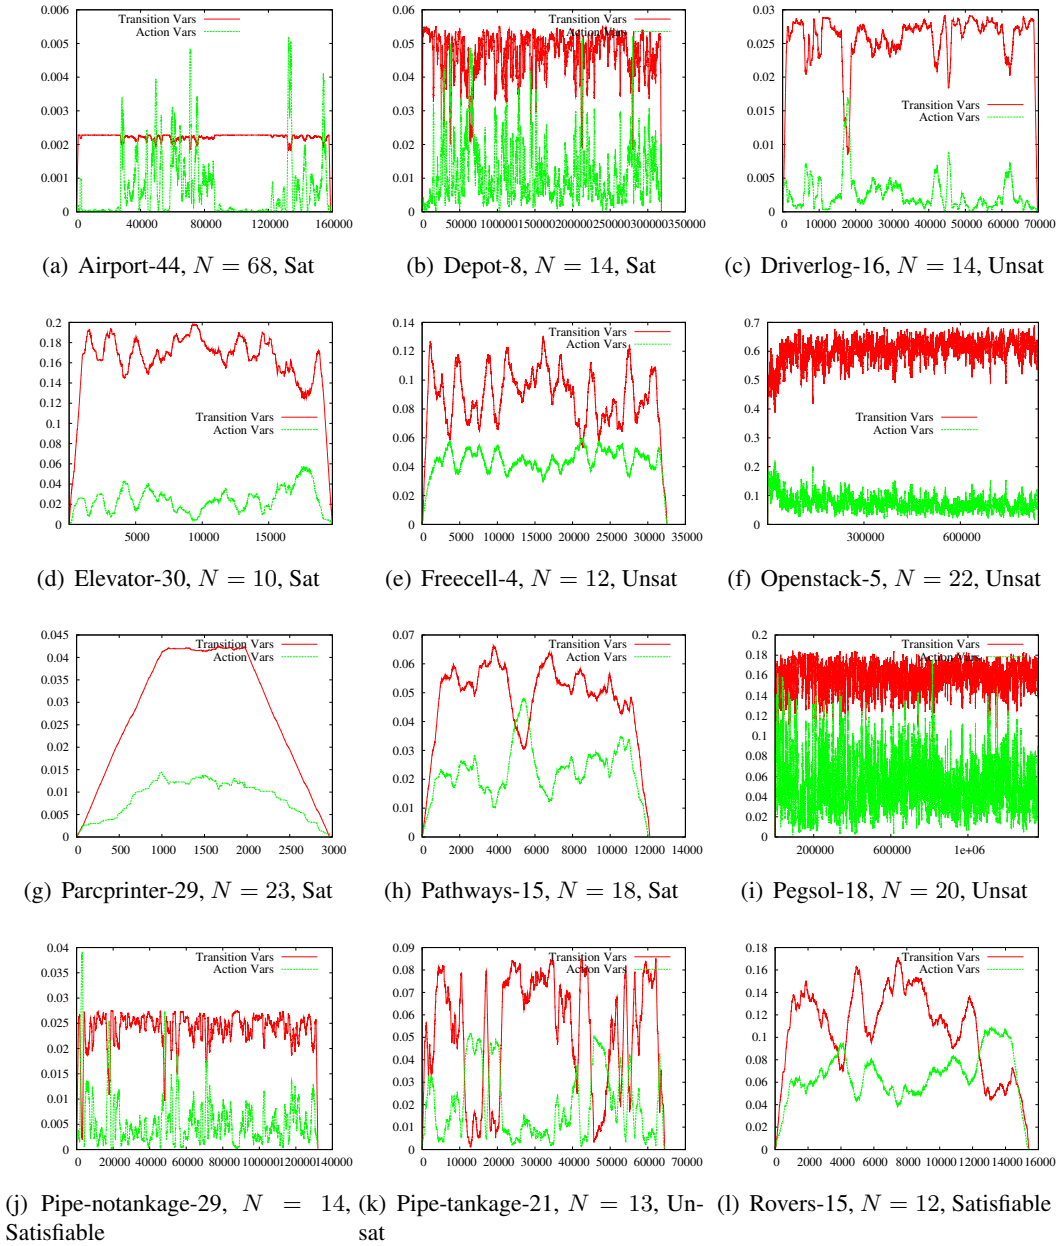 0.006
0.005
0.004
0.003
0.002
0.001
0
0 20000 40000 60000 80000 100000 120000 140000 160000
Transition Vars
Action Vars
0.06
0.05
0.04
0.03
0.02
0.01
0
0 50000 100000 150000 200000 250000 300000 350000
Transition Vars
Action Vars
0.03
0.025
0.02
0.015
0.01
0.005
0
0 10000 20000 30000 40000 50000 60000 70000
Transition Vars
Action Vars
(a) Airport-44, N = 68, Sat
(b) Depot-8, N = 14, Sat
(c) Driverlog-16, N = 14, Unsat
0.2
0.18
0.16
0.14
0.12
0.1
0.08
0.06
0.04
0.02
0
5000 10000 15000
Transition Vars
Action Vars
0.14
0.12
0.1
0.08
0.06
0.04
0.02
0
0 5000 10000 15000 20000 25000 30000 35000
Transition Vars
Action Vars
0.7
0.6
0.5
0.4
0.3
0.2
0.1
0
300000 600000
Transition Vars
Action Vars
(d) Elevator-30, N = 10, Sat
(e) Freecell-4, N = 12, Unsat
(f) Openstack-5, N = 22, Unsat
0.045
0.04
0.035
0.03
0.025
0.02
0.015
0.01
0.005
0
0 500 1000 1500 2000 2500 3000
Transition Vars
Action Vars
0.07
0.06
0.05
0.04
0.03
0.02
0.01
0
0 2000 4000 6000 8000 10000 12000 14000
Transition Vars
Action Vars
0.2
0.18
0.16
0.14
0.12
0.1
0.08
0.06
0.04
0.02
0
200000 600000 1e+06
Transition Vars
Action Vars
(g) Parcprinter-29, N = 23, Sat
(h) Pathways-15, N = 18, Sat
(i) Pegsol-18, N = 20, Unsat
0.04
0.035
0.03
0.025
0.02
0.015
0.01
0.005
0
0 20000 40000 60000 80000 100000 120000 140000
Transition Vars
Action Vars
0.09
0.08
0.07
0.06
0.05
0.04
0.03
0.02
0.01
0
0 10000 20000 30000 40000 50000 60000 70000
Transition Vars
Action Vars
0.18
0.16
0.14
0.12
0.1
0.08
0.06
0.04
0.02
0
0 2000 4000 6000 8000 10000 12000 14000 16000
Transition Vars
Action Vars
(j) Pipe-notankage-29, N = 14,
Satisfiable
(k) Pipe-tankage-21, N = 13, Un-
sat
(l) Rovers-15, N = 12, Satisfiable